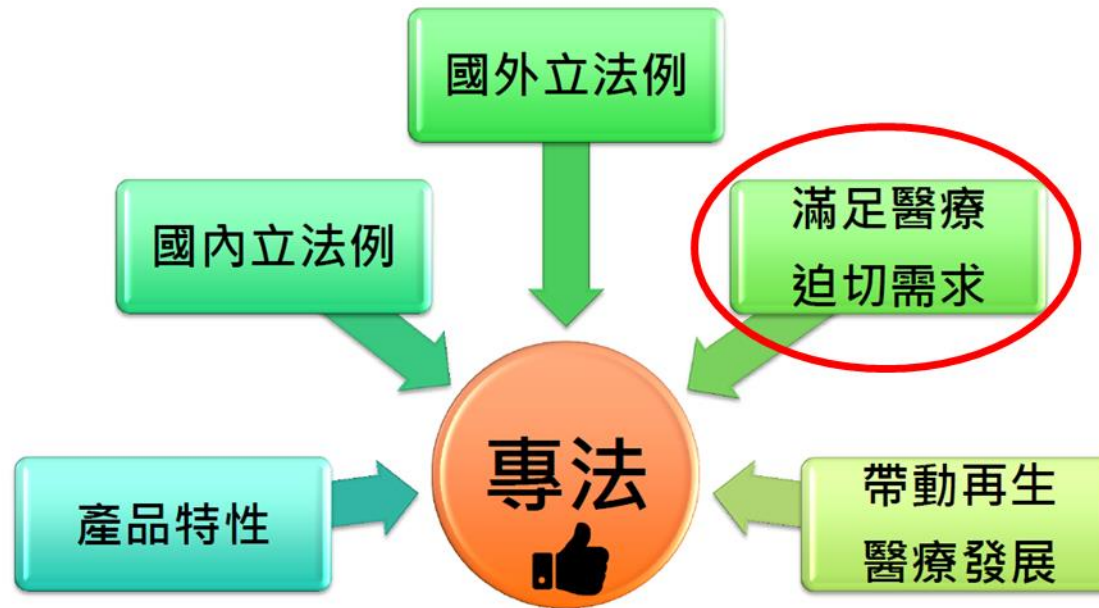 國外立法例
國內立法例
滿足醫療
迫切需求
專法
產品特性
帶動再生
醫療發展